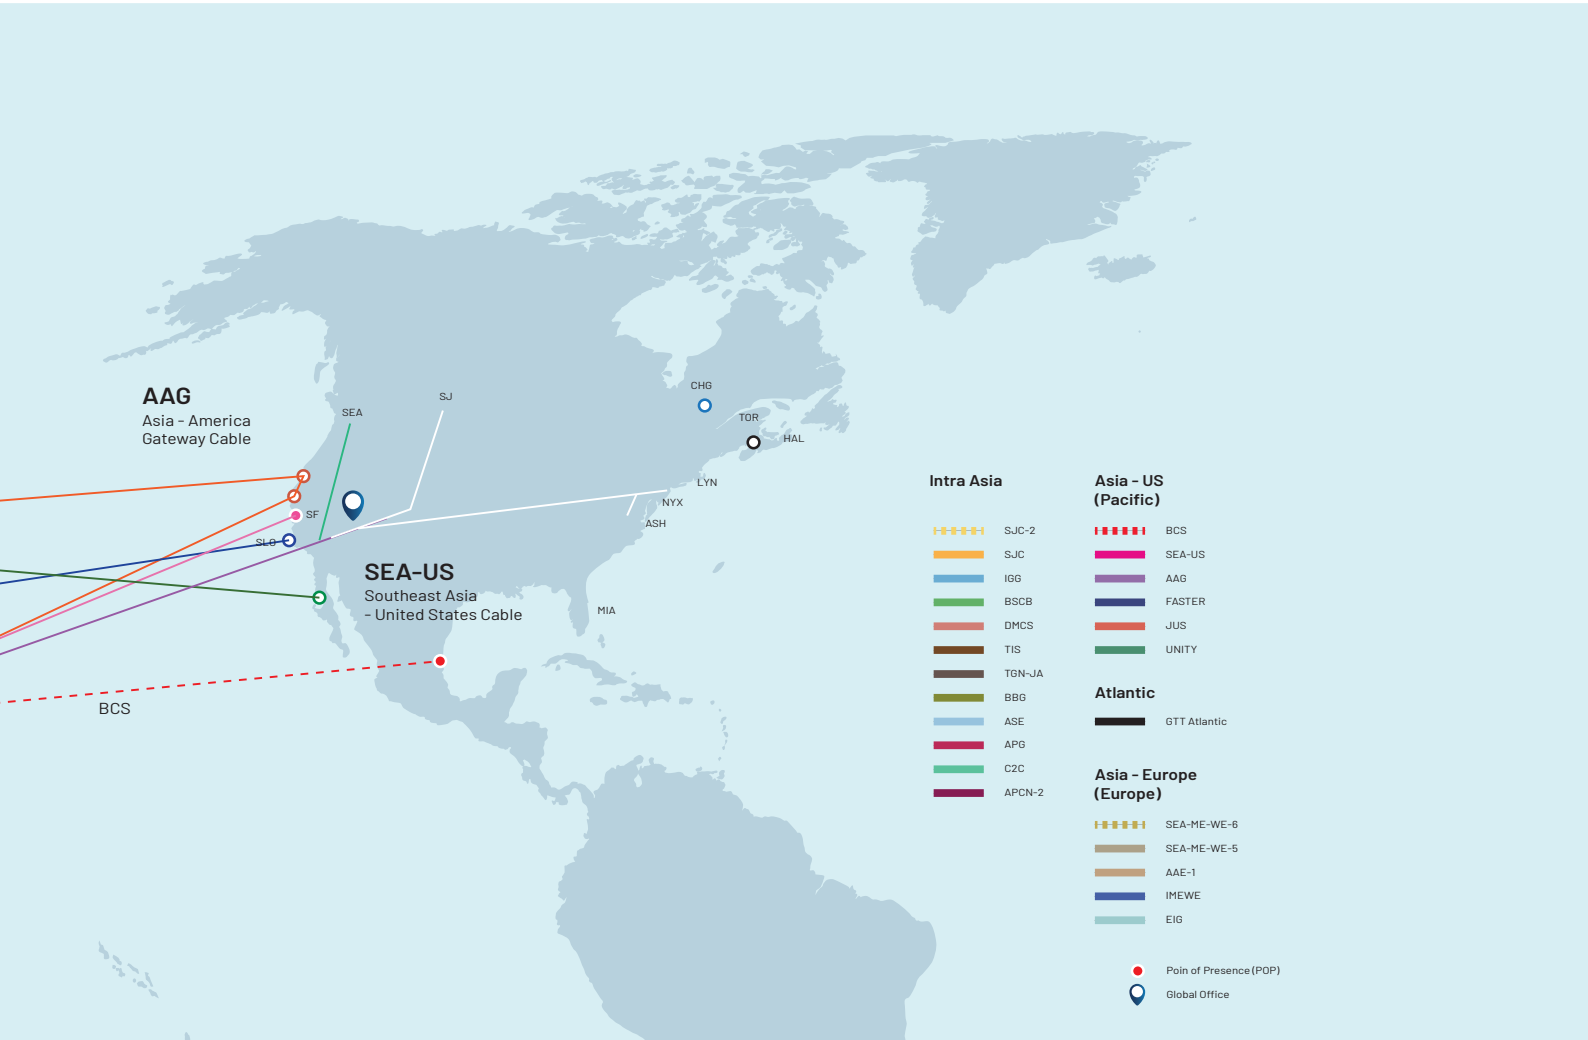 AAG
Asia - America
Gateway Cable
SEA
SJ
CHG
TOR
HAL
LYN
NYX
ASH
SF
SLO
SEA-US
Southeast Asia
- United States Cable
MIA
BCS
Intra Asia
SJC-2
SJC
IGG
BSCB
DMCS
TIS
TGN-JA
BBG
ASE
APG
C2C
APCN-2
Asia - US
(Pacific)
BCS
SEA-US
AAG
FASTER
JUS
UNITY
Atlantic
GTT Atlantic
Asia - Europe
(Europe)
SEA-ME-WE-6
SEA-ME-WE-5
AAE-1
IMEWE
EIG
Poin of Presence (POP)
Global Office